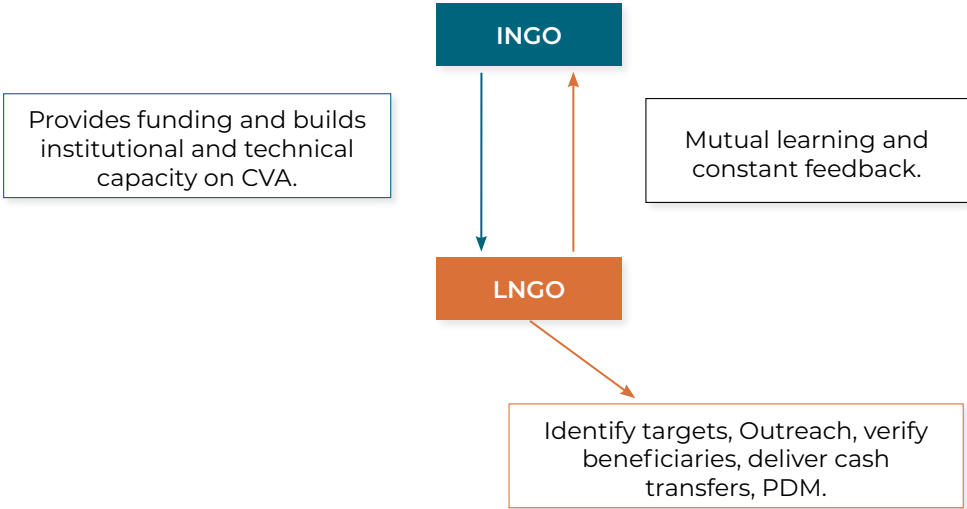 INGO
Provides funding and builds
institutional and technical
capacity on CVA.
Mutual learning and
constant feedback.
LNGO
Identify targets, Outreach, verify
beneficiaries, deliver cash
transfers, PDM.